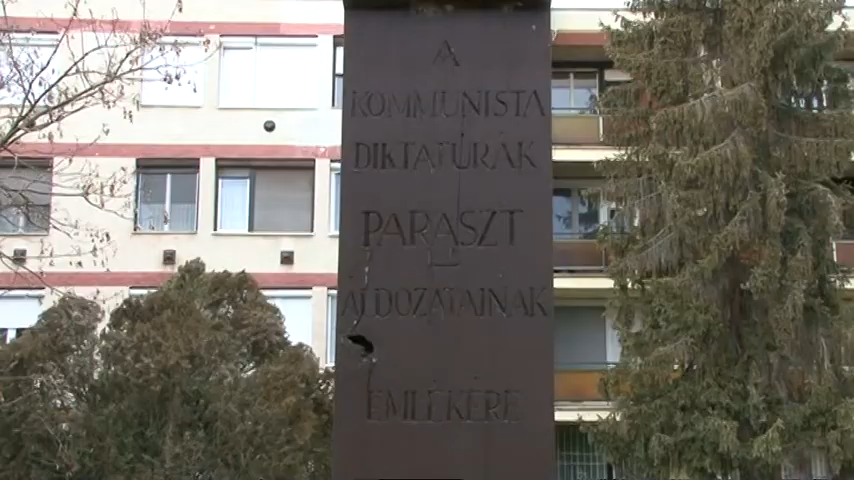 A
KOMMUNISTA
DIKTATÚRÁK
PARASZT
ÁLDOZATAINAK
EMLÉKÉRE